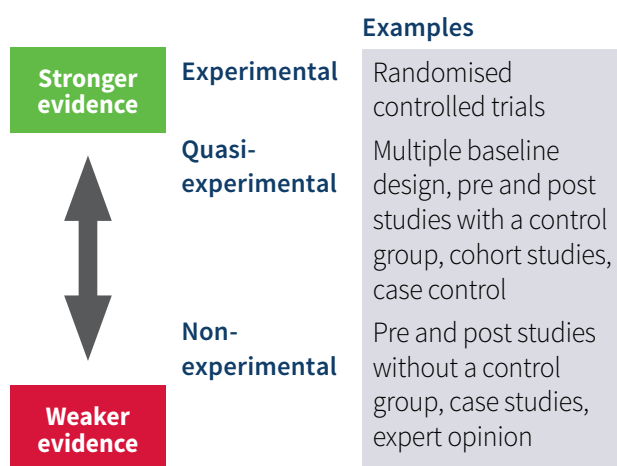 Examples
Stronger
evidence
Experimental
Randomised
controlled trials
Quasi-
experimental
Multiple baseline
design, pre and post
studies with a control
group, cohort studies,
case control
Non-
experimental
Pre and post studies
without a control
group, case studies,
expert opinion
Weaker
evidence